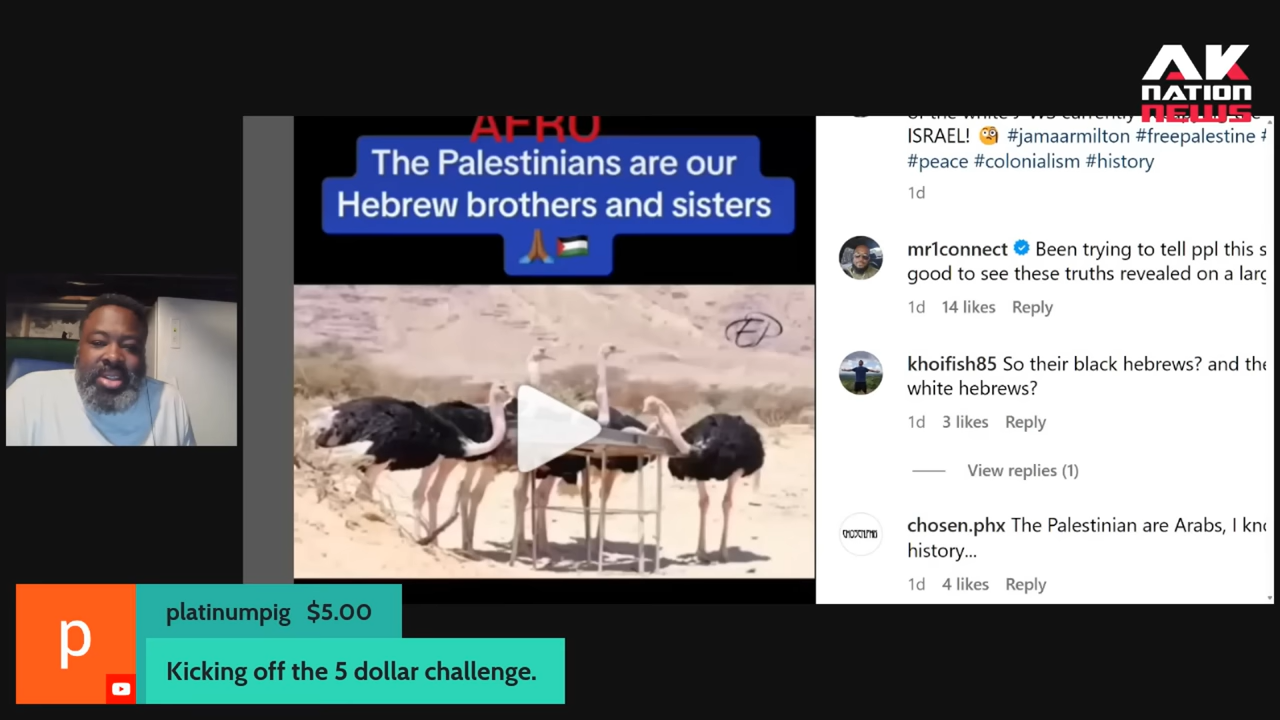 AK
NATION
NEWS
AFRO
The Palestinians are our
Hebrew brothers and sisters
🙏🏾🇵🇸
ISRAEL! 🧐 #jamaarmilton #freepalestine #
#peace #colonialism #history
1d
mr1connect Been trying to tell ppl this s
good to see these truths revealed on a larg
1d 14 likes Reply
khoifish85 So their black hebrews? and the
white hebrews?
1d 3 likes Reply
View replies (1)
chosen.phx The Palestinian are Arabs, I kno
history...
1d 4 likes Reply
EP
p
platinumpig $5.00
Kicking off the 5 dollar challenge.